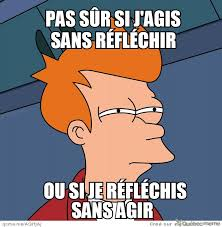 PAS SÛR SI J'AGIS
SANS RÉFLÉCHIR
OU SI JE RÉFLÉCHIS
SANS AGIR